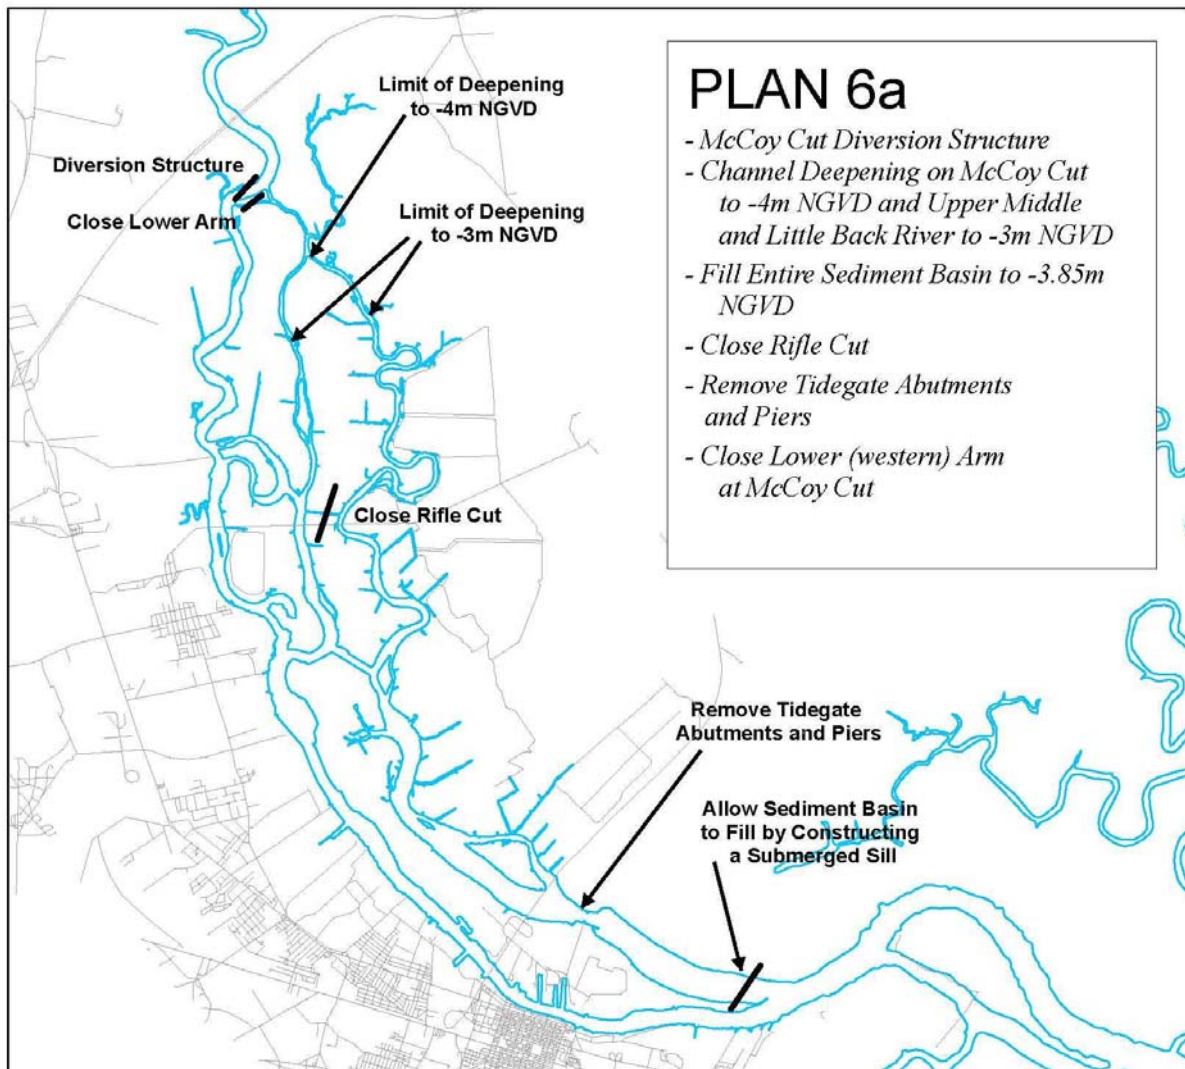 PLAN 6a
- McCoy Cut Diversion Structure
- Channel Deepening on McCoy Cut
to -4m NGVD and Upper Middle
and Little Back River to -3m NGVD
- Fill Entire Sediment Basin to -3.85m
NGVD
- Close Rifle Cut
- Remove Tidegate Abutments
and Piers
- Close Lower (western) Arm
at McCoy Cut
Limit of Deepening
to -4m NGVD
Diversion Structure
Close Lower Arm
Limit of Deepening
to -3m NGVD
Close Rifle Cut
Remove Tidegate
Abutments and Piers
Allow Sediment Basin
to Fill by Constructing
a Submerged Sill